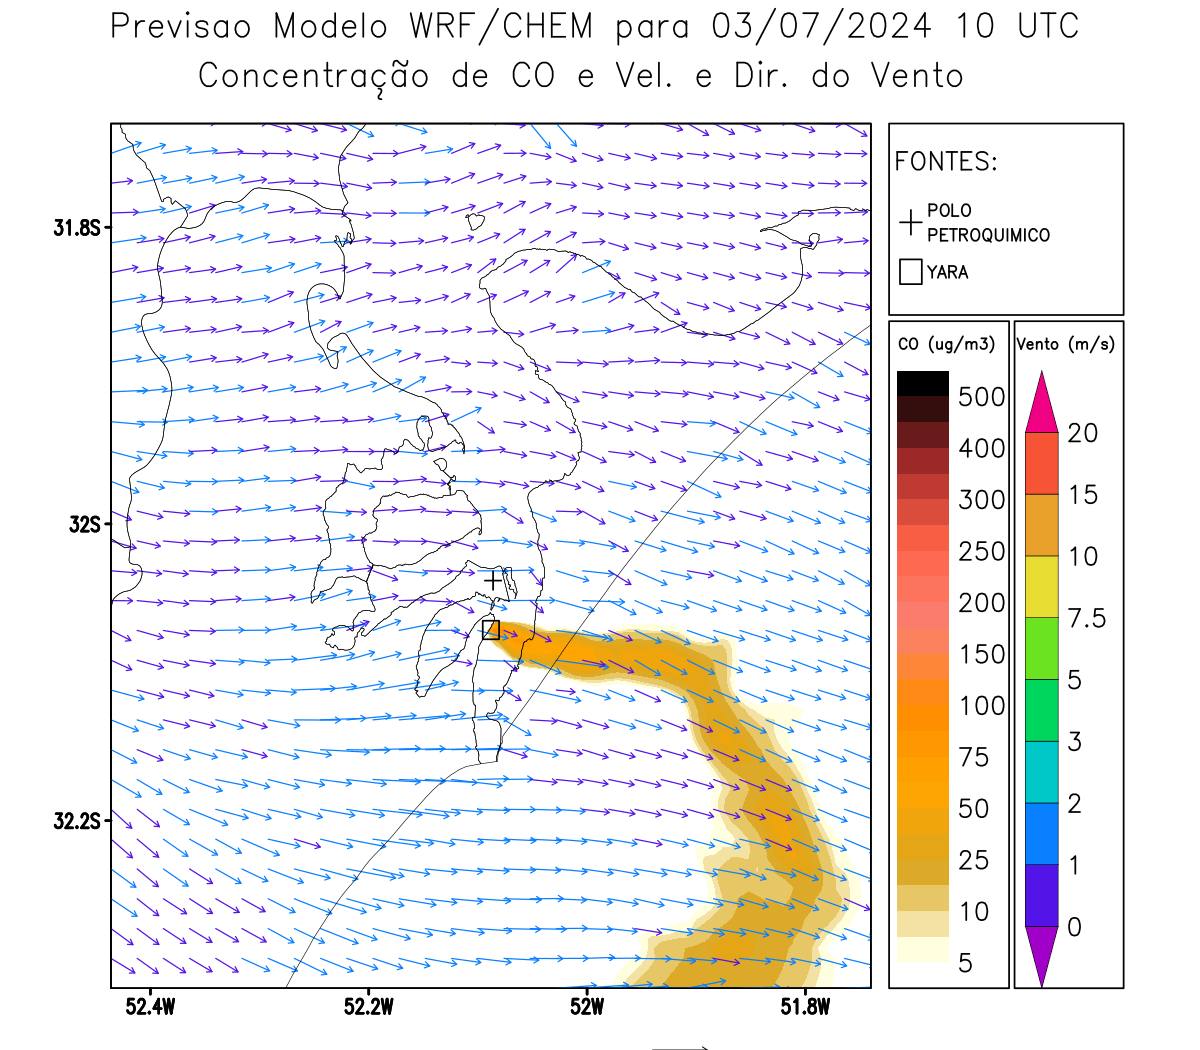 Previsao Modelo WRF/CHEM para 03/07/2024 10 UTC
Concentração de CO e Vel. e Dir. do Vento
FONTES:
POLO
PETROQUIMICO
YARA
CO (ug/m3)
500
400
300
250
200
150
100
75
50
25
10
5
Vento (m/s)
20
15
10
7.5
5
3
2
1
0
31.8S
32S
32.2S
52.4W
52.2W
52W
51.8W